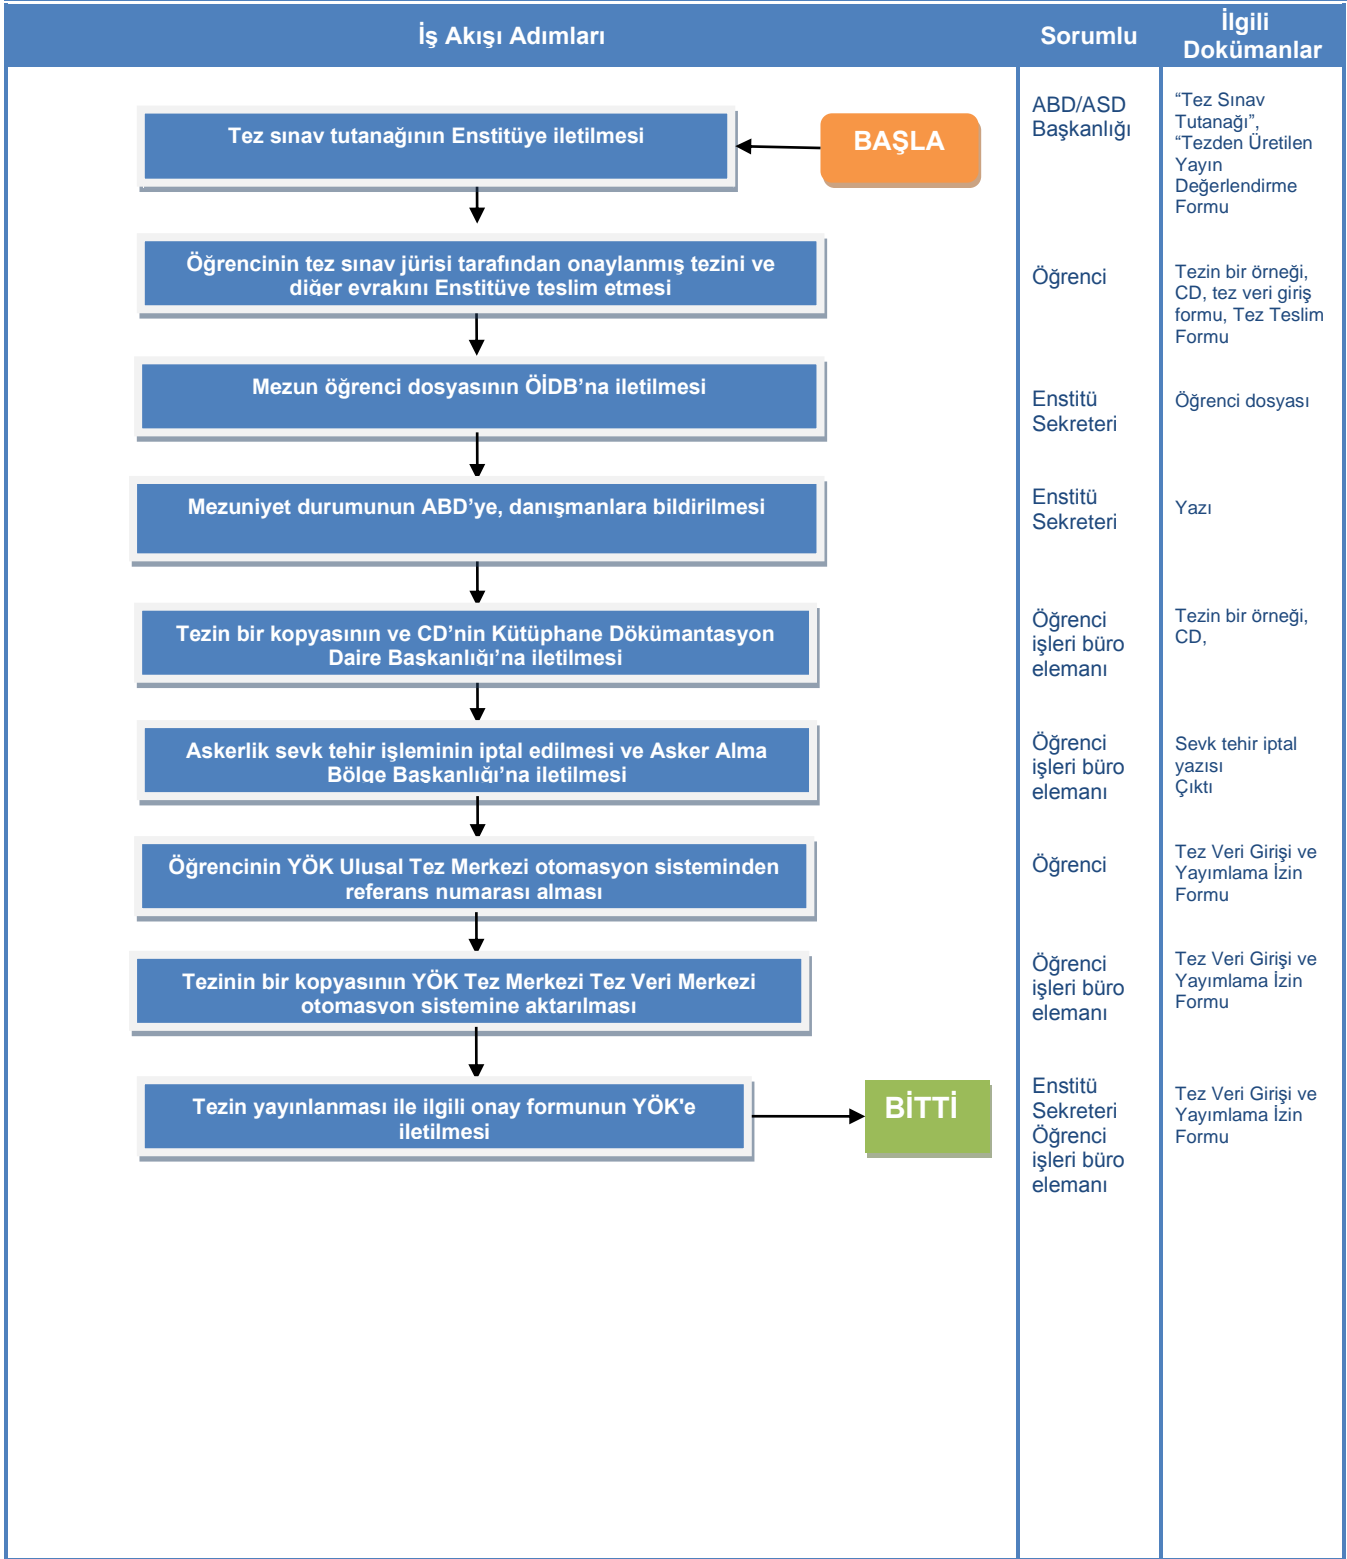 İş Akışı Adımları
Sorumlu
İlgili
Dokümanlar
Tez sınav tutanağının Enstitüye iletilmesi
BAŞLA
ABD/ASD
Başkanlığı
“Tez Sınav
Tutanağı”,
“Tezden Üretilen
Yayın
Değerlendirme
Formu
Öğrencinin tez sınav jürisi tarafından onaylanmış tezini ve
diğer evrakını Enstitüye teslim etmesi
Öğrenci
Tezin bir örneği,
CD, tez veri giriş
formu, Tez Teslim
Formu
Mezun öğrenci dosyasının ÖİDB’na iletilmesi
Enstitü
Sekreteri
Öğrenci dosyası
Mezuniyet durumunun ABD’ye, danışmanlara bildirilmesi
Enstitü
Sekreteri
Yazı
Tezin bir kopyasının ve CD’nin Kütüphane Dökümantasyon
Daire Başkanlığı’na iletilmesi
Öğrenci
işleri büro
elemanı
Tezin bir örneği,
CD,
Askerlik sevk tehir işleminin iptal edilmesi ve Asker Alma
Bölge Başkanlığı’na iletilmesi
Öğrenci
işleri büro
elemanı
Sevk tehir iptal
yazısı
Çıktı
Öğrencinin YÖK Ulusal Tez Merkezi otomasyon sisteminden
referans numarası alması
Öğrenci
Tez Veri Girişi ve
Yayımlama İzin
Formu
Tezinin bir kopyasının YÖK Tez Merkezi Tez Veri Merkezi
otomasyon sistemine aktarılması
Öğrenci
işleri büro
elemanı
Tez Veri Girişi ve
Yayımlama İzin
Formu
Tezin yayınlanması ile ilgili onay formunun YÖK'e
iletilmesi
BİTTİ
Enstitü
Sekreteri
Öğrenci
işleri büro
elemanı
Tez Veri Girişi ve
Yayımlama İzin
Formu